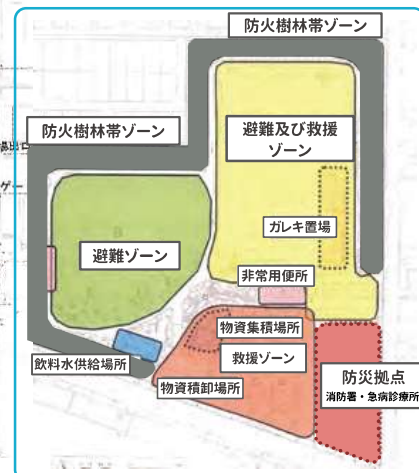 防火樹林帯ゾーン
防火樹林帯ゾーン
避難及び救援
ゾーン
ガレキ置場
避難ゾーン
非常用便所
物資集積場所
救援ゾーン
飲料水供給場所
物資積卸場所
防災拠点
消防署・急病診療所